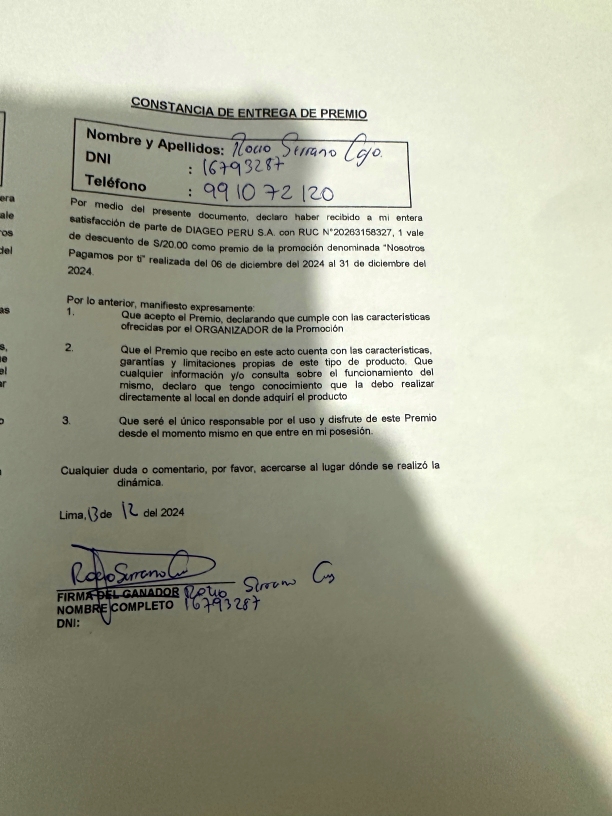 CONSTANCIA DE ENTREGA DE PREMIO
Nombre y Apellidos: Rocio Serrano
DNI : 16793287
Teléfono : 991072120
Por medio del presente documento, declaro haber recibido a mi entera
satisfacción de parte de DIAGEO PERU S.A. con RUC N°20263158327, 1 vale
de descuento de S/20.00 como premio de la promoción denominada "Nosotros
Pagamos por ti" realizada del 06 de diciembre del 2024 al 31 de diciembre del
2024.
Por lo anterior, manifiesto expresamente:
1. Que acepto el Premio, declarando que cumple con las características
ofrecidas por el ORGANIZADOR de la Promoción
2. Que el Premio que recibo en este acto cuenta con las características,
garantías y limitaciones propias de este tipo de producto. Que
cualquier información y/o consulta sobre el funcionamiento del
mismo, declaro que tengo conocimiento que la debo realizar
directamente al local en donde adquirí el producto
3. Que seré el único responsable por el uso y disfrute de este Premio
desde el momento mismo en que entre en mi posesión.
Cualquier duda o comentario, por favor, acercarse al lugar dónde se realizó la
dinámica.
Lima, 13 de 12 del 2024
Rocio Serrano
FIRMA DEL GANADOR Rocio Serrano
NOMBRE COMPLETO 16793287
DNI: